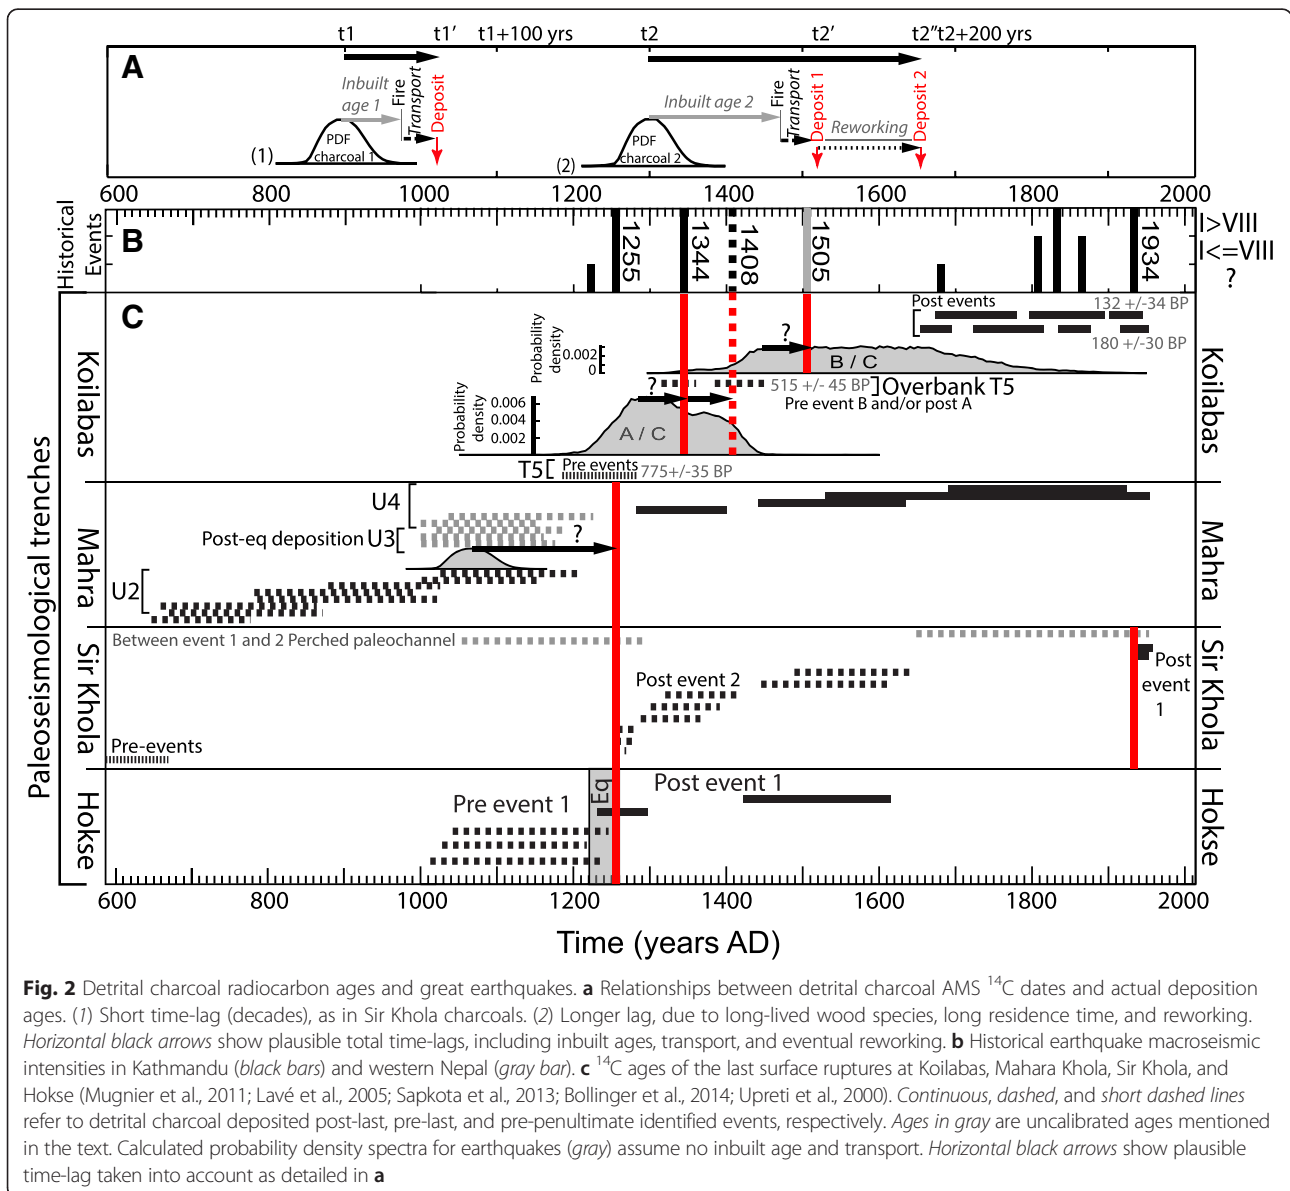 t1 t1′ t1+100 yrs t2 t2′ t2″ t2+200 yrs
A
Inbuilt
age 1
Fire
Transport
Deposit
PDF
charcoal 1
(1)
Inbuilt age 2
Fire
Transport
Deposit 1
Reworking
Deposit 2
PDF
charcoal 2
(2)
600 800 1000 1200 1400 1600 1800 2000
Historical
Events
B
1255
1344
1408
1505
1934
I>VIII
I<=VIII
?
Paleoseismological trenches
C
Koilabas
Koilabas
Post events
132 +/-34 BP
180 +/-30 BP
Probability
density
0.002
0
?
B / C
515 +/- 45 BP Overbank T5
Pre event B and/or post A
Probability
density
0.006
0.004
0.002
?
A / C
T5 Pre events 775+/-35 BP
Mahra
Mahra
U4
Post-eq deposition U3
?
U2
Sir Khola
Sir Khola
Between event 1 and 2 Perched paleochannel
Post event 2
Post
event
1
Pre-events
Hokse
Hokse
Eq
Post event 1
Pre event 1
600 800 1000 1200 1400 1600 1800 2000
Time (years AD)
Fig. 2 Detrital charcoal radiocarbon ages and great earthquakes. a Relationships between detrital charcoal AMS ¹⁴C dates and actual deposition
ages. (1) Short time-lag (decades), as in Sir Khola charcoals. (2) Longer lag, due to long-lived wood species, long residence time, and reworking.
Horizontal black arrows show plausible total time-lags, including inbuilt ages, transport, and eventual reworking. b Historical earthquake macroseismic
intensities in Kathmandu (black bars) and western Nepal (gray bar). c ¹⁴C ages of the last surface ruptures at Koilabas, Mahara Khola, Sir Khola, and
Hokse (Mugnier et al., 2011; Lavé et al., 2005; Sapkota et al., 2013; Bollinger et al., 2014; Upreti et al., 2000). Continuous, dashed, and short dashed lines
refer to detrital charcoal deposited post-last, pre-last, and pre-penultimate identified events, respectively. Ages in gray are uncalibrated ages mentioned
in the text. Calculated probability density spectra for earthquakes (gray) assume no inbuilt age and transport. Horizontal black arrows show plausible
time-lag taken into account as detailed in a